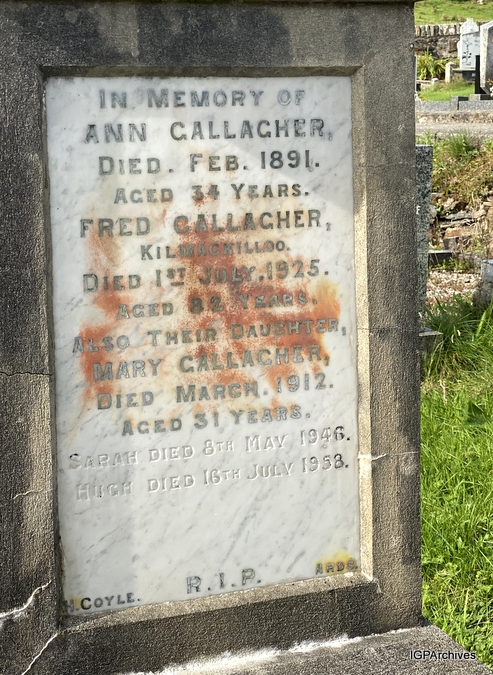 IN MEMORY OF
ANN GALLAGHER,
DIED. FEB. 1891.
AGED 34 YEARS.
FRED GALLAGHER,
KILMACKILLOO.
DIED 1ST JULY, 1925.
AGED 82 YEARS.
ALSO THEIR DAUGHTER,
MARY GALLAGHER,
DIED MARCH. 1912.
AGED 31 YEARS.
SARAH DIED 8TH MAY 1946.
HUGH DIED 16TH JULY 1958.
R.I.P.
H.COYLE. ARDS.
IGPArchives